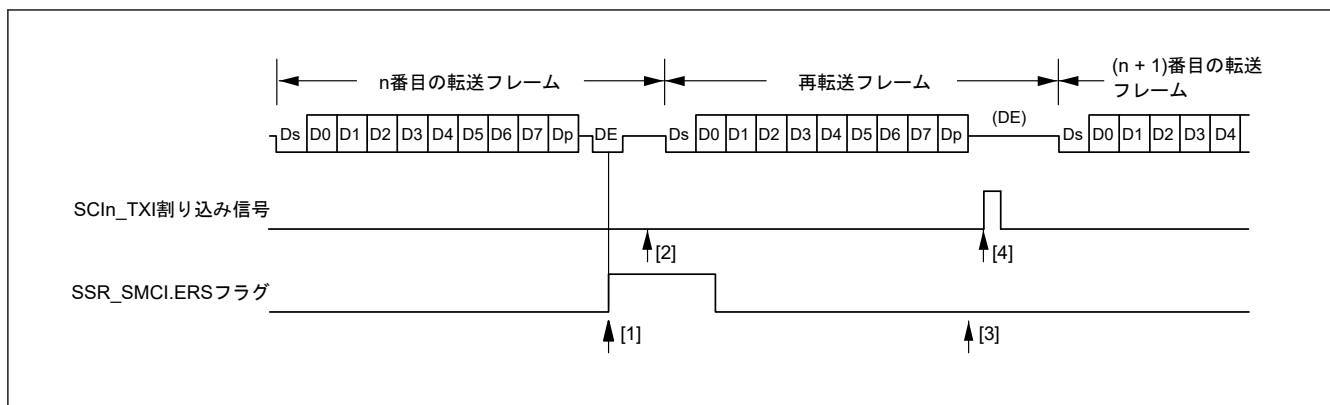 n番目の転送フレーム
再転送フレーム
(n + 1)番目の転送
フレーム
Ds D0 D1 D2 D3 D4 D5 D6 D7 Dp DE Ds D0 D1 D2 D3 D4 D5 D6 D7 Dp (DE) Ds D0 D1 D2 D3 D4
SCIn_TXI割り込み信号
[2] [4]
SSR_SMCI.ERSフラグ
[1] [3]